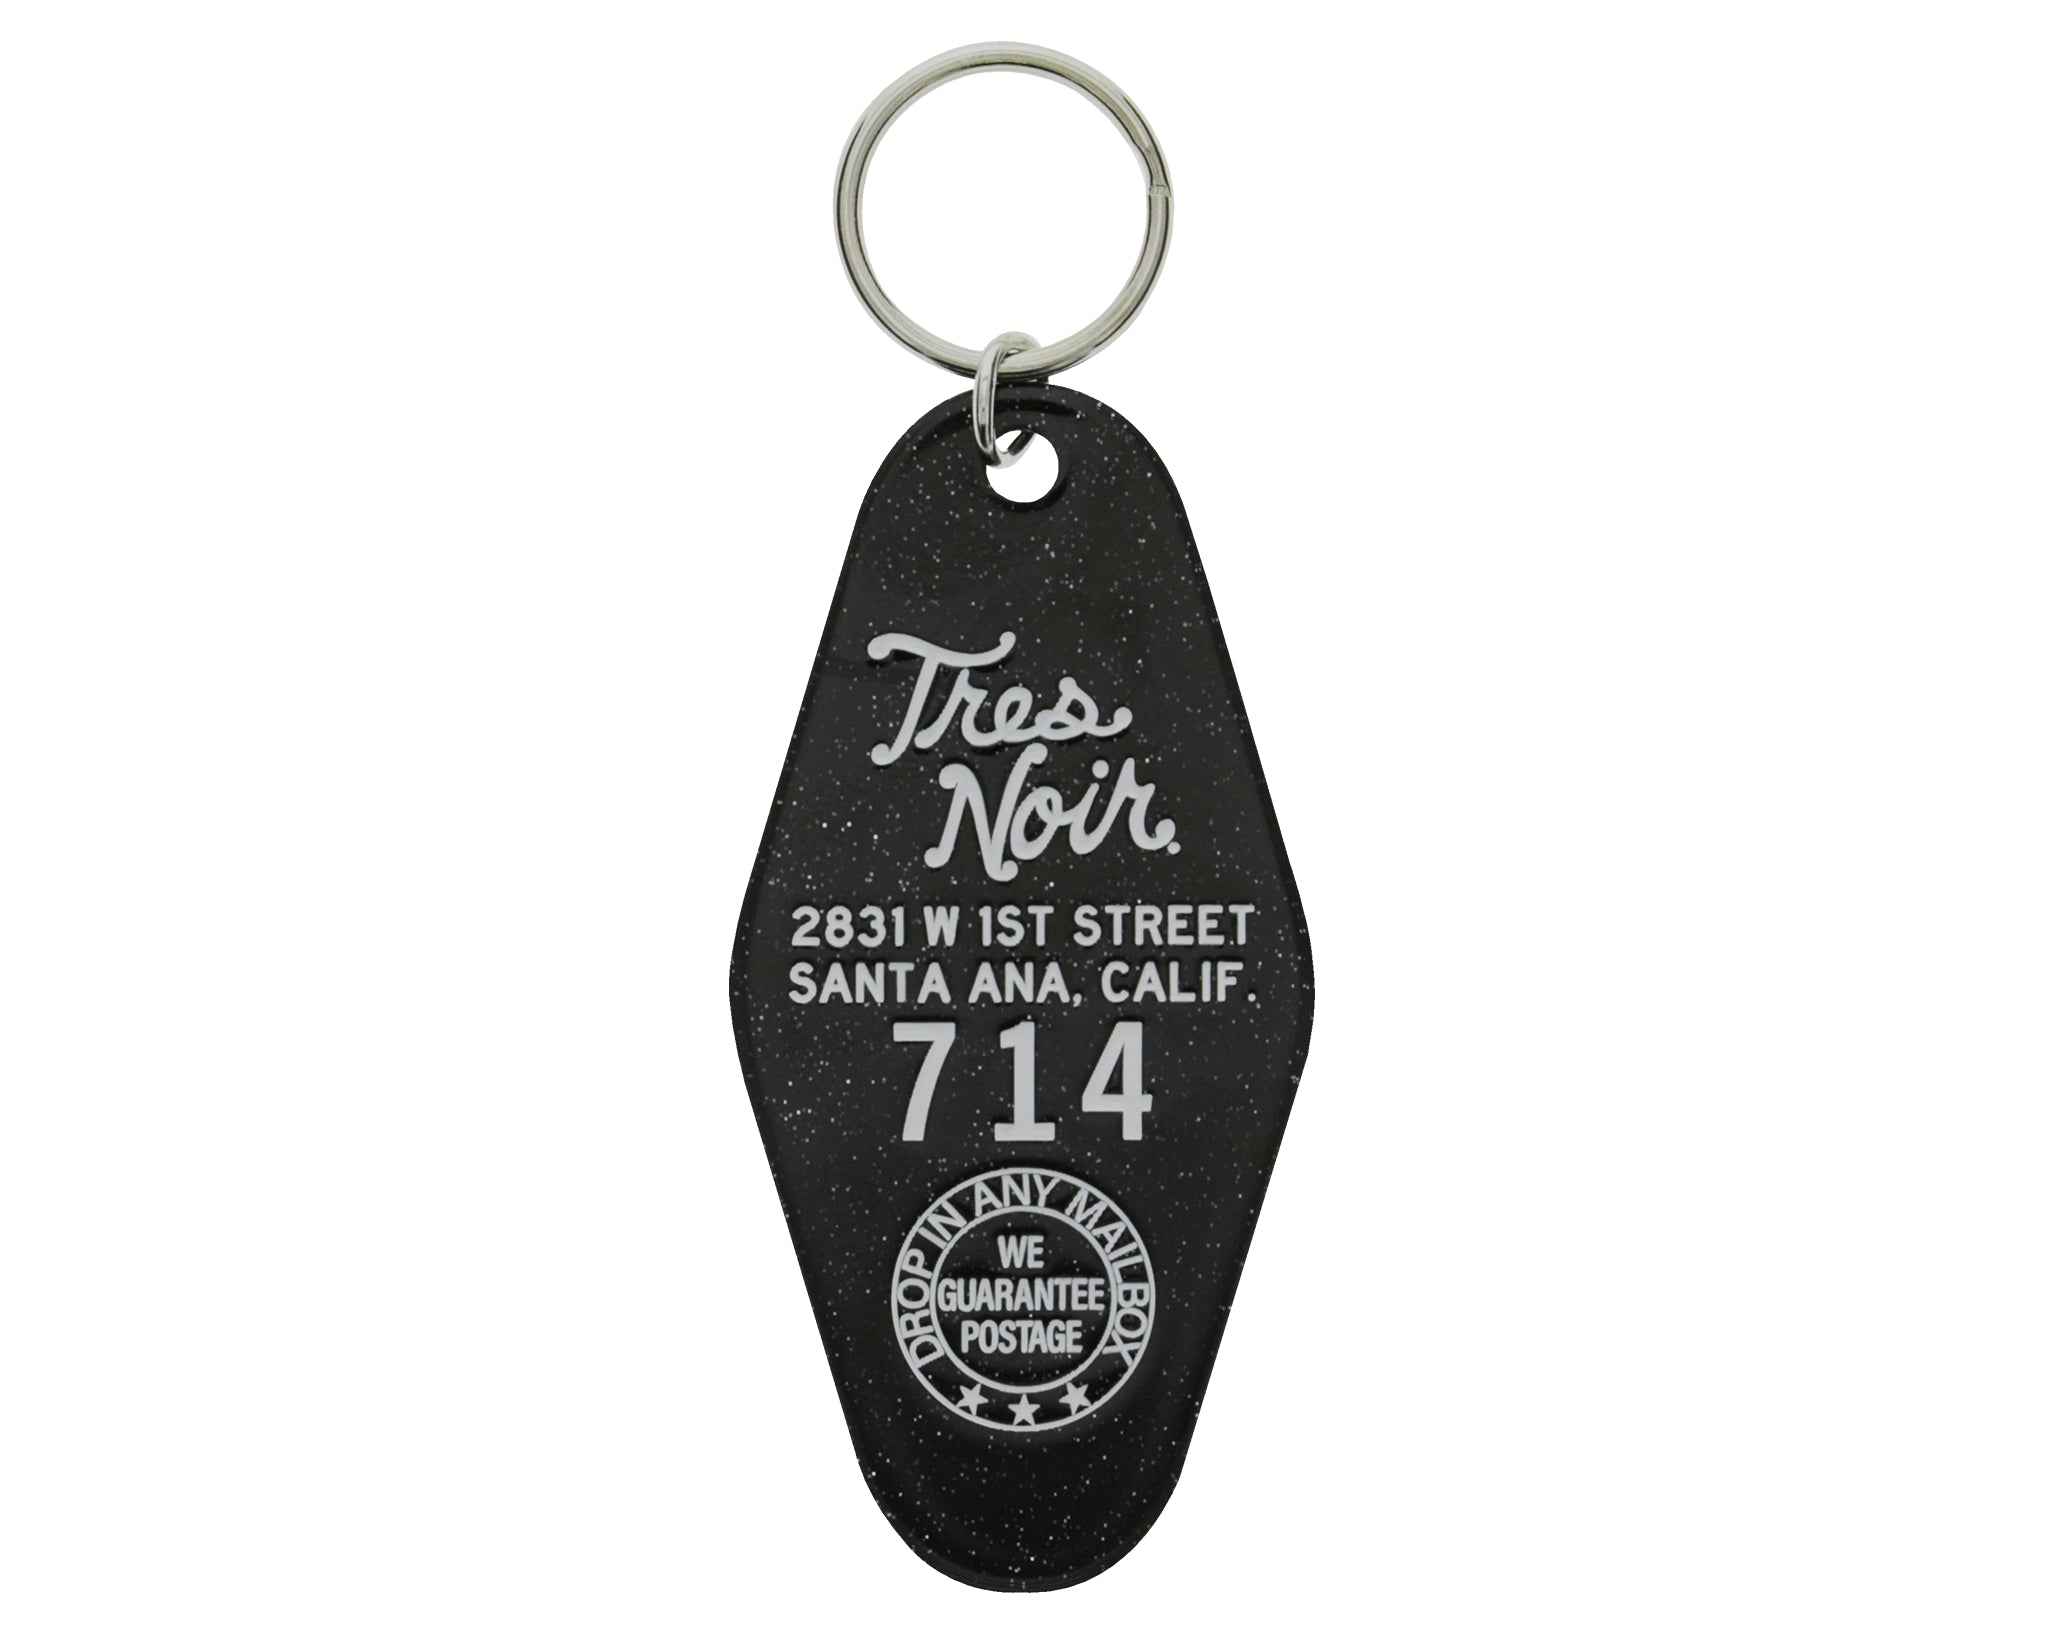 Tres
Noir.
2831 W 1ST STREET
SANTA ANA, CALIF.
714
DROP IN ANY MAILBOX
WE
GUARANTEE
POSTAGE